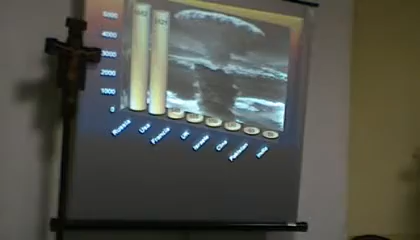 5000
4000
3000
2000
1000
0
Russia
Usa
Francia
UK
Israele
Cina
Pakistan
India